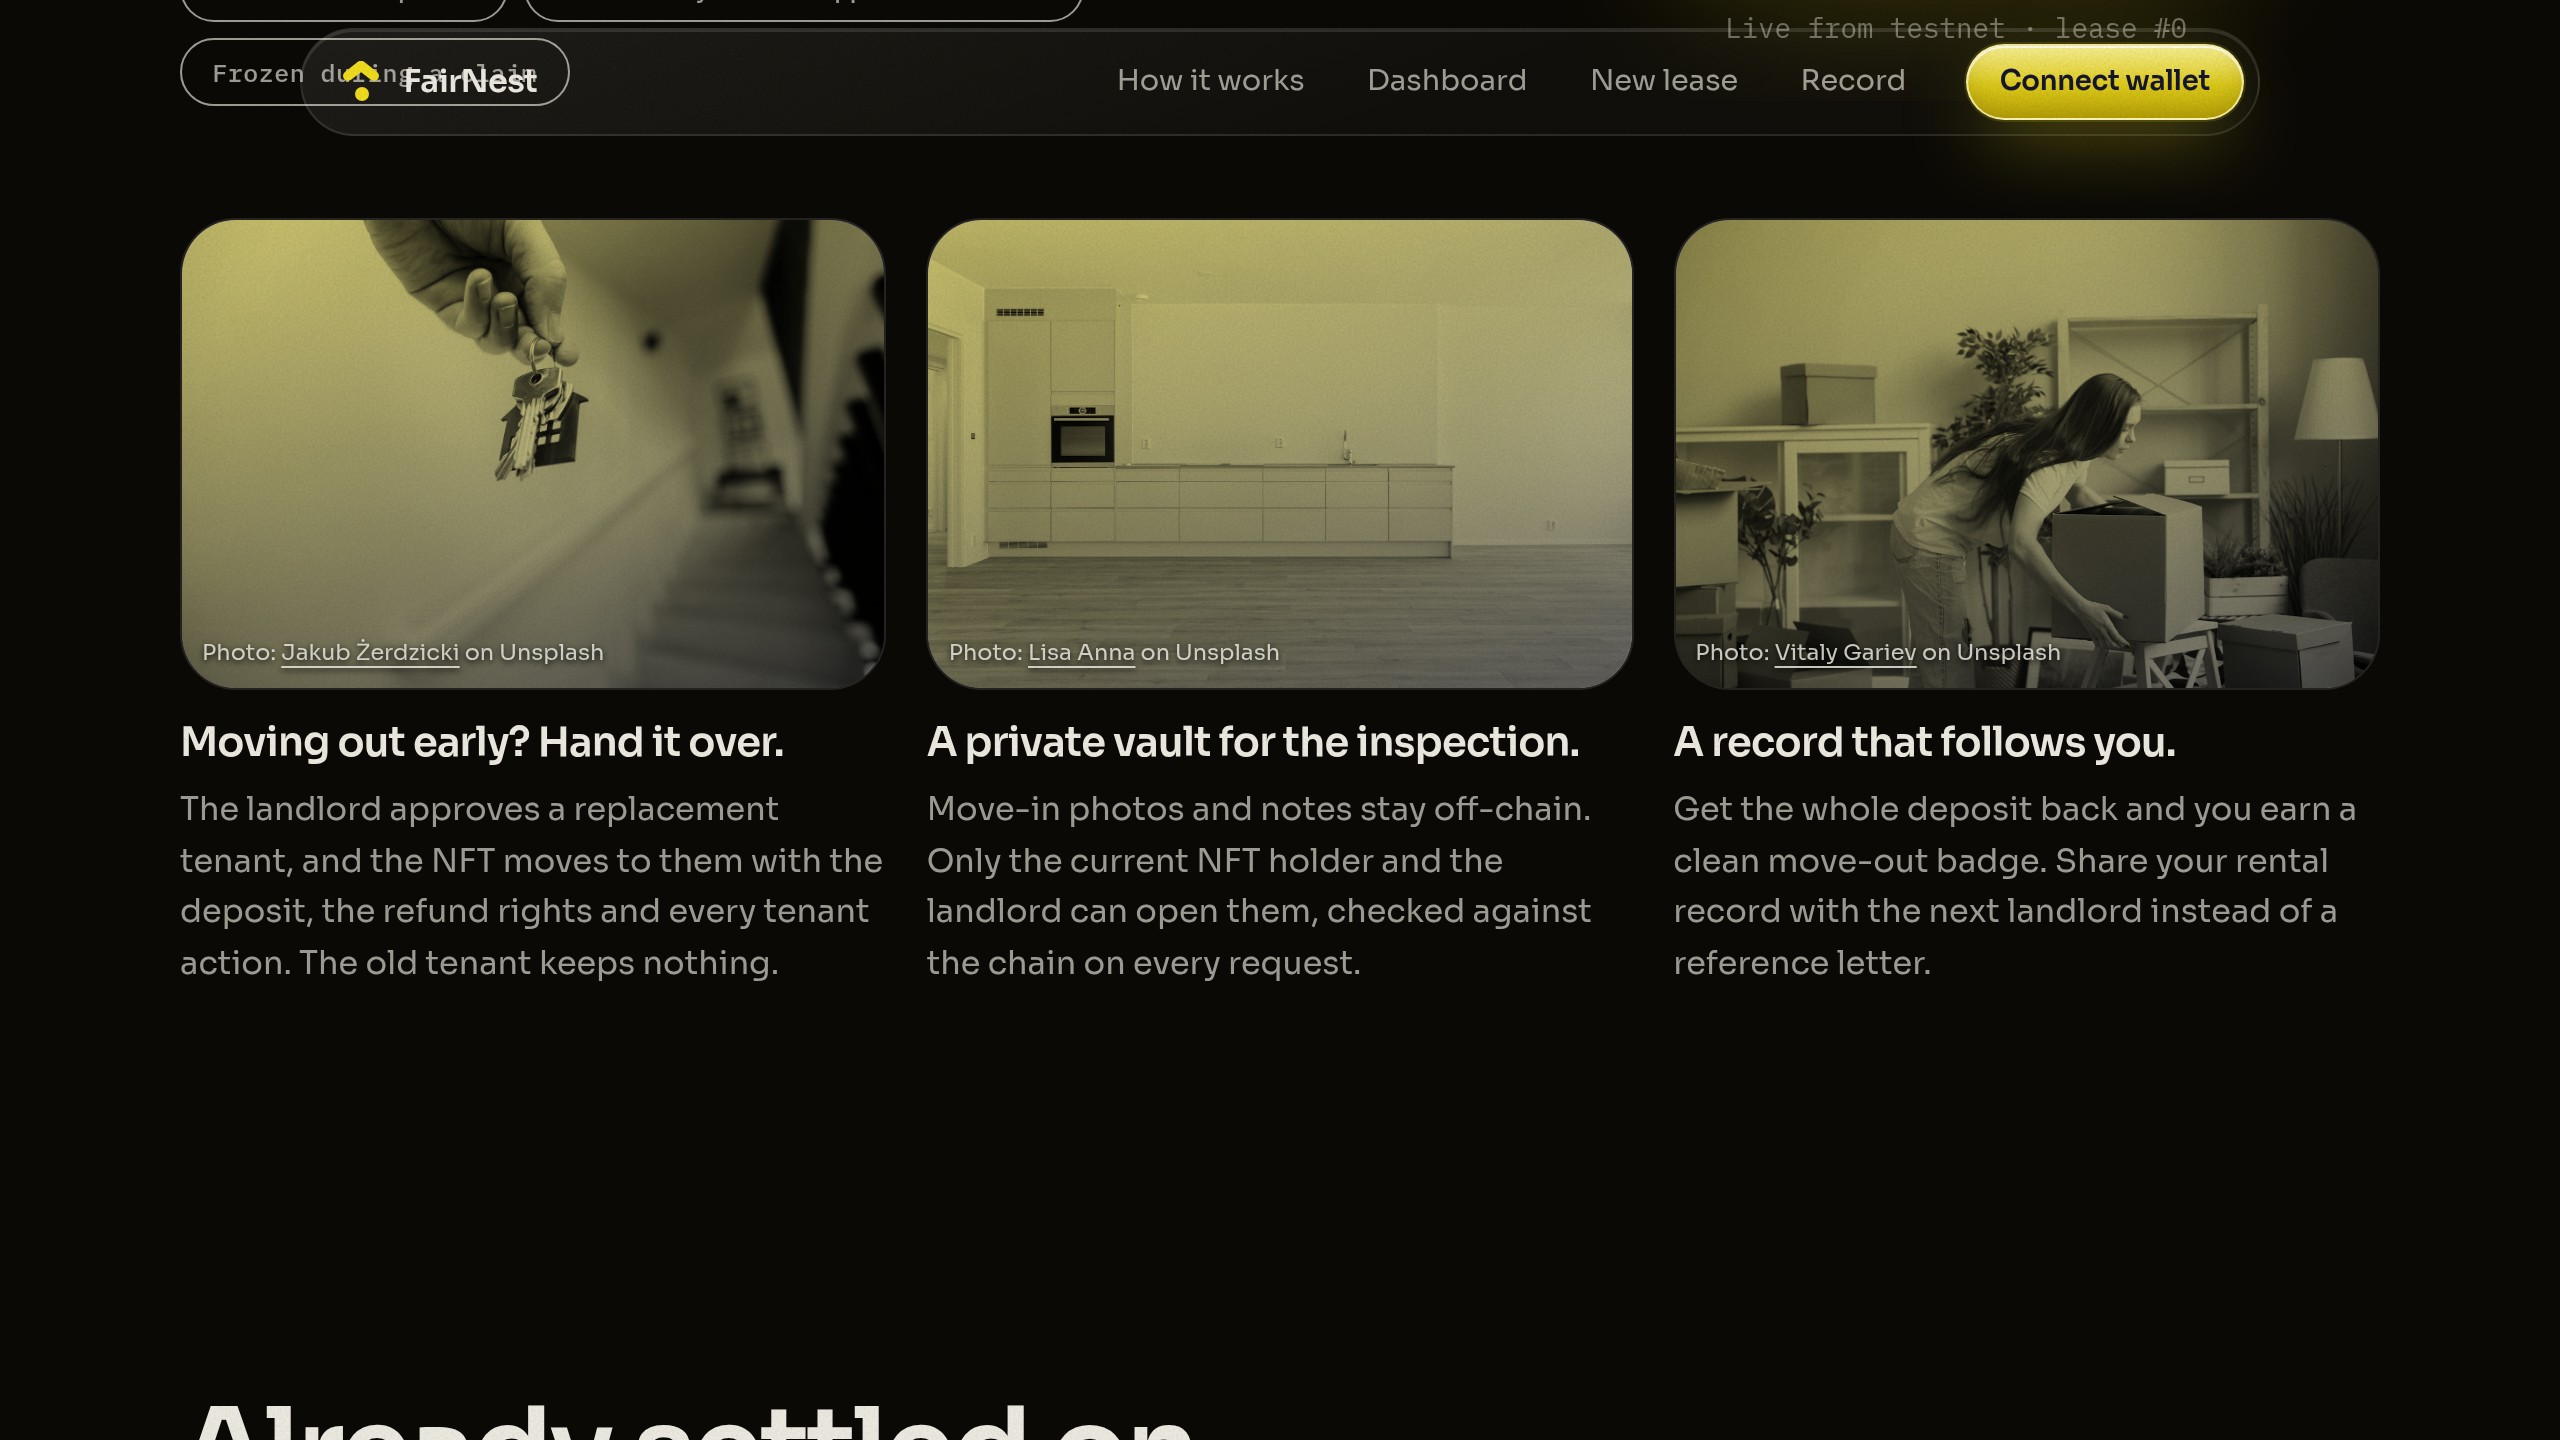 Live from testnet · lease #0
Frozen during a claim
FairNest
How it works
Dashboard
New lease
Record
Connect wallet
Photo: Jakub Żerdzicki on Unsplash
Photo: Lisa Anna on Unsplash
Photo: Vitaly Gariev on Unsplash
Moving out early? Hand it over.
The landlord approves a replacement
tenant, and the NFT moves to them with the
deposit, the refund rights and every tenant
action. The old tenant keeps nothing.
A private vault for the inspection.
Move-in photos and notes stay off-chain.
Only the current NFT holder and the
landlord can open them, checked against
the chain on every request.
A record that follows you.
Get the whole deposit back and you earn a
clean move-out badge. Share your rental
record with the next landlord instead of a
reference letter.
Already settled on